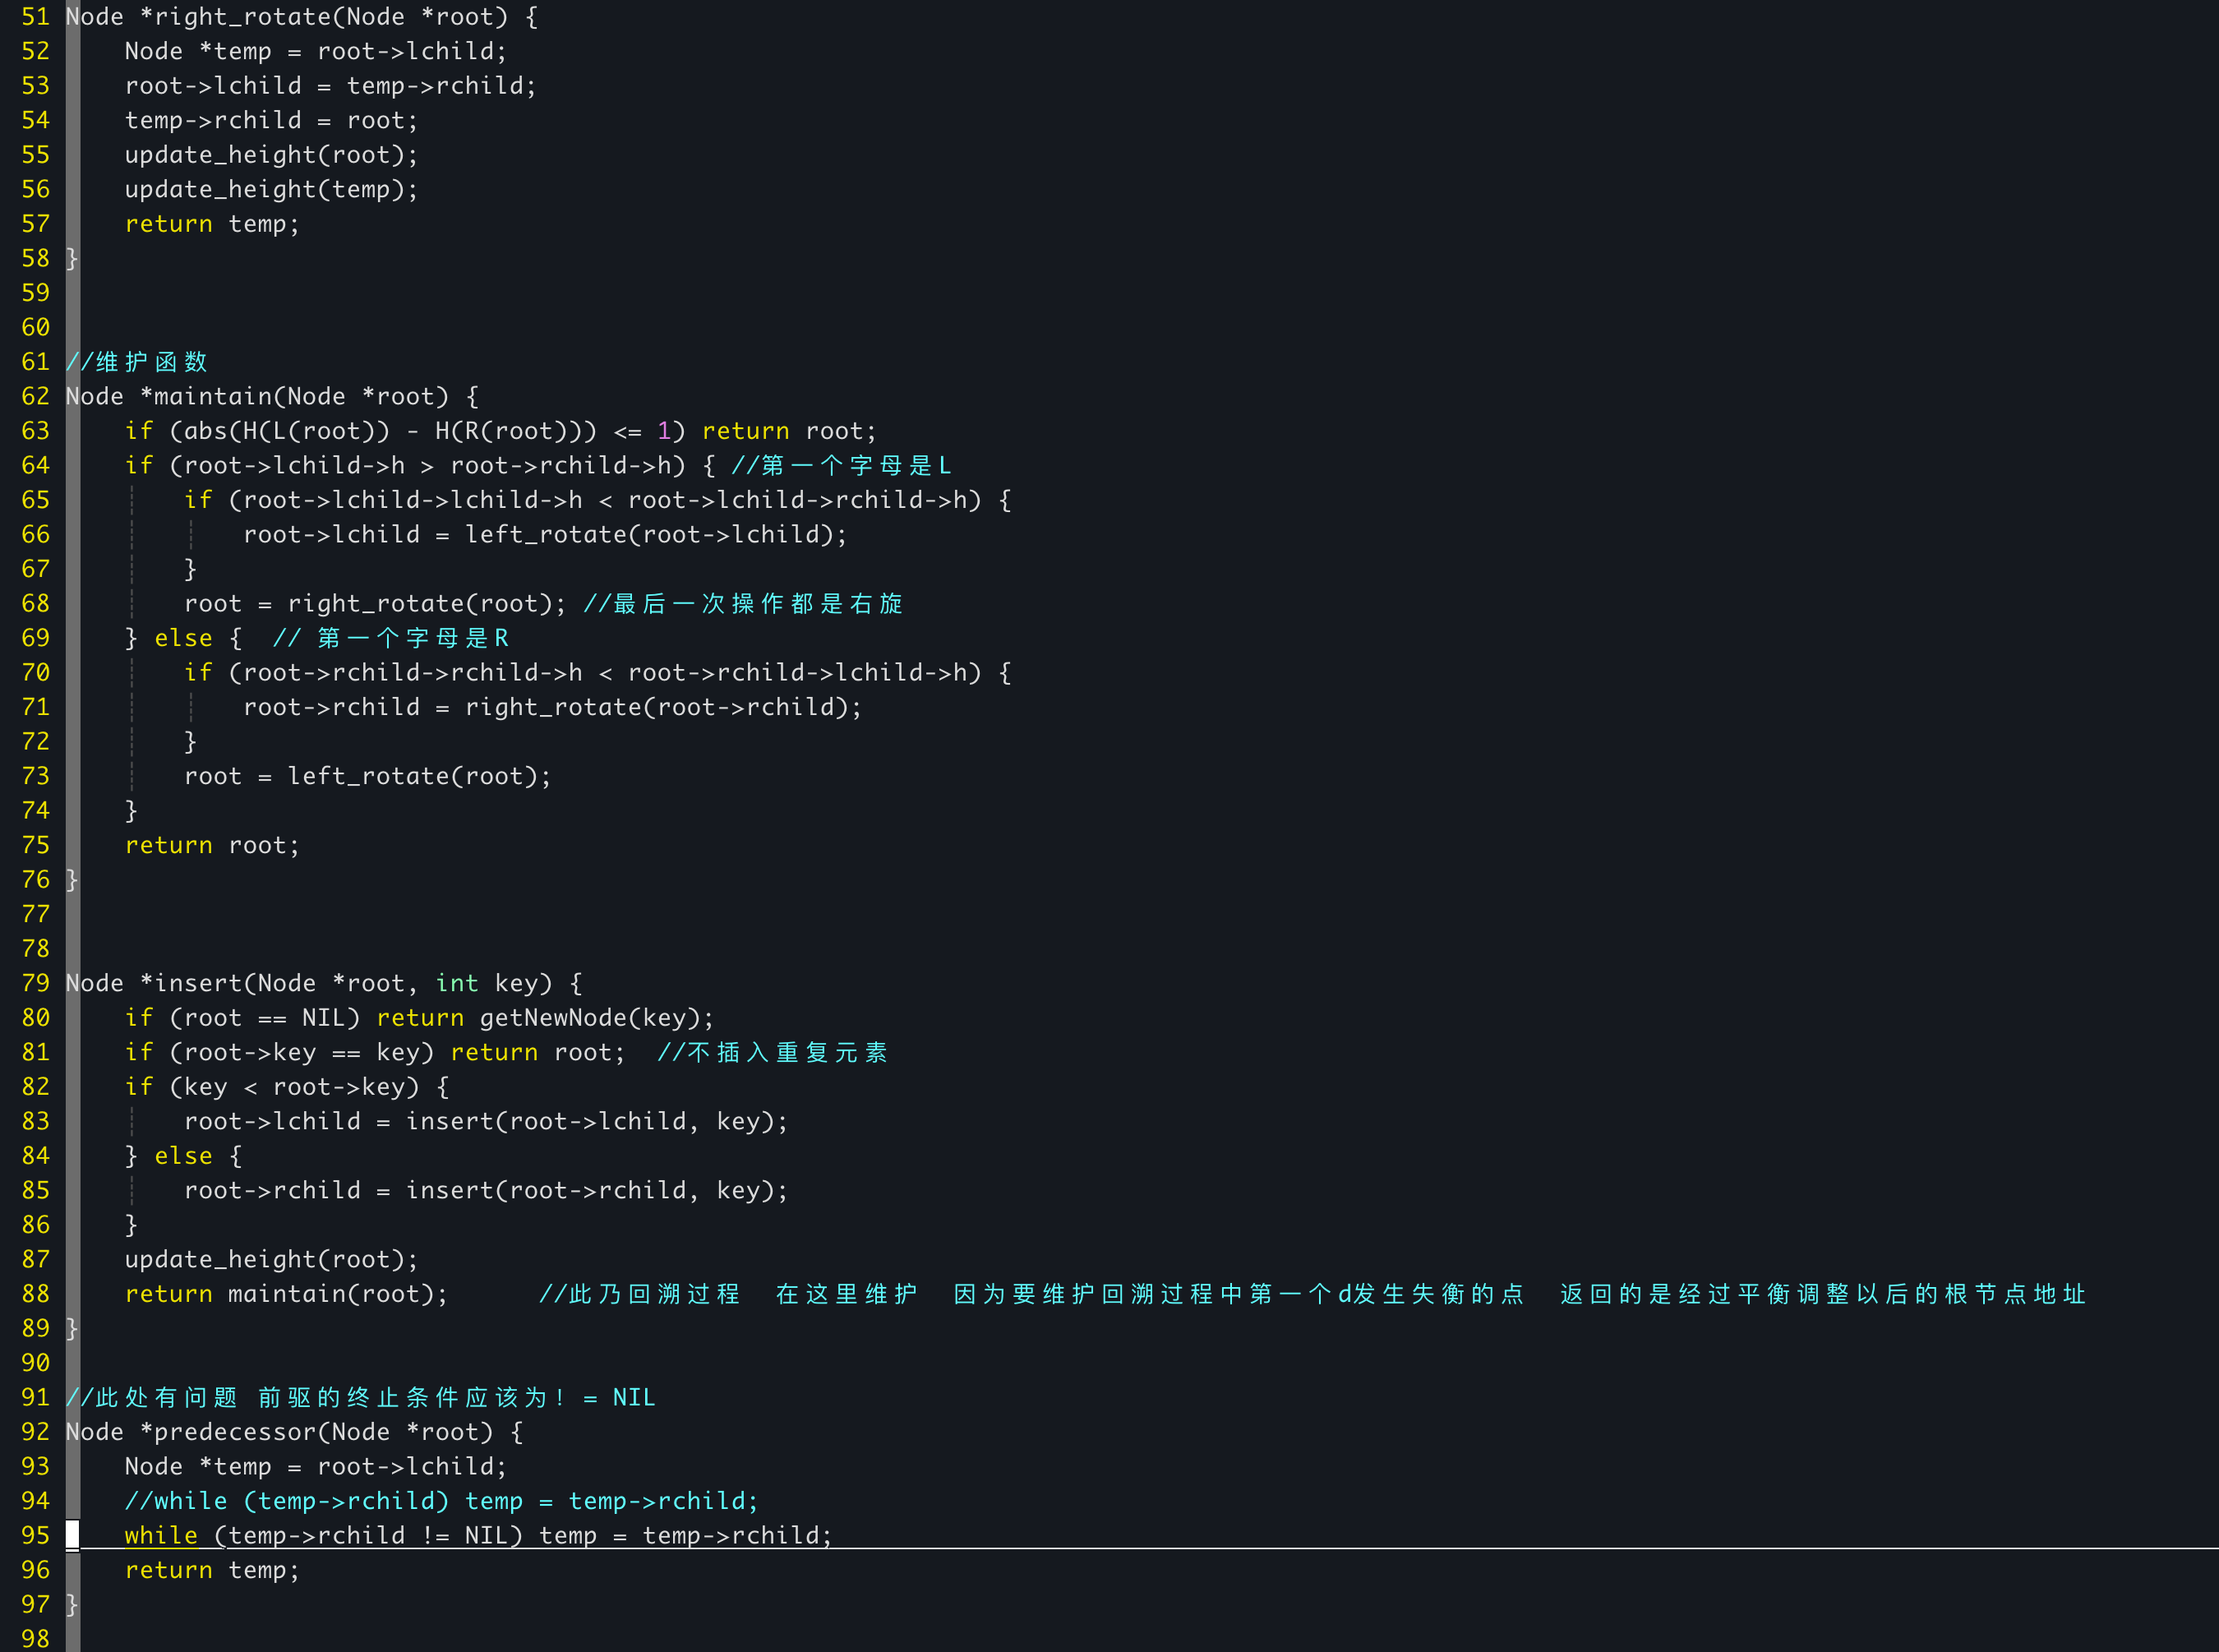 51 Node *right_rotate(Node *root) {
52     Node *temp = root->lchild;
53     root->lchild = temp->rchild;
54     temp->rchild = root;
55     update_height(root);
56     update_height(temp);
57     return temp;
58 }
59
60
61 //维护函数
62 Node *maintain(Node *root) {
63     if (abs(H(L(root)) - H(R(root))) <= 1) return root;
64     if (root->lchild->h > root->rchild->h) { //第一个字母是L
65         if (root->lchild->lchild->h < root->lchild->rchild->h) {
66             root->lchild = left_rotate(root->lchild);
67         }
68         root = right_rotate(root); //最后一次操作都是右旋
69     } else {  // 第一个字母是R
70         if (root->rchild->rchild->h < root->rchild->lchild->h) {
71             root->rchild = right_rotate(root->rchild);
72         }
73         root = left_rotate(root);
74     }
75     return root;
76 }
77
78
79 Node *insert(Node *root, int key) {
80     if (root == NIL) return getNewNode(key);
81     if (root->key == key) return root;  //不插入重复元素
82     if (key < root->key) {
83         root->lchild = insert(root->lchild, key);
84     } else {
85         root->rchild = insert(root->rchild, key);
86     }
87     update_height(root);
88     return maintain(root);      //此乃回溯过程  在这里维护  因为要维护回溯过程中第一个d发生失衡的点  返回的是经过平衡调整以后的根节点地址
89 }
90
91 //此处有问题 前驱的终止条件应该为！= NIL
92 Node *predecessor(Node *root) {
93     Node *temp = root->lchild;
94     //while (temp->rchild) temp = temp->rchild;
95     while (temp->rchild != NIL) temp = temp->rchild;
96     return temp;
97 }
98